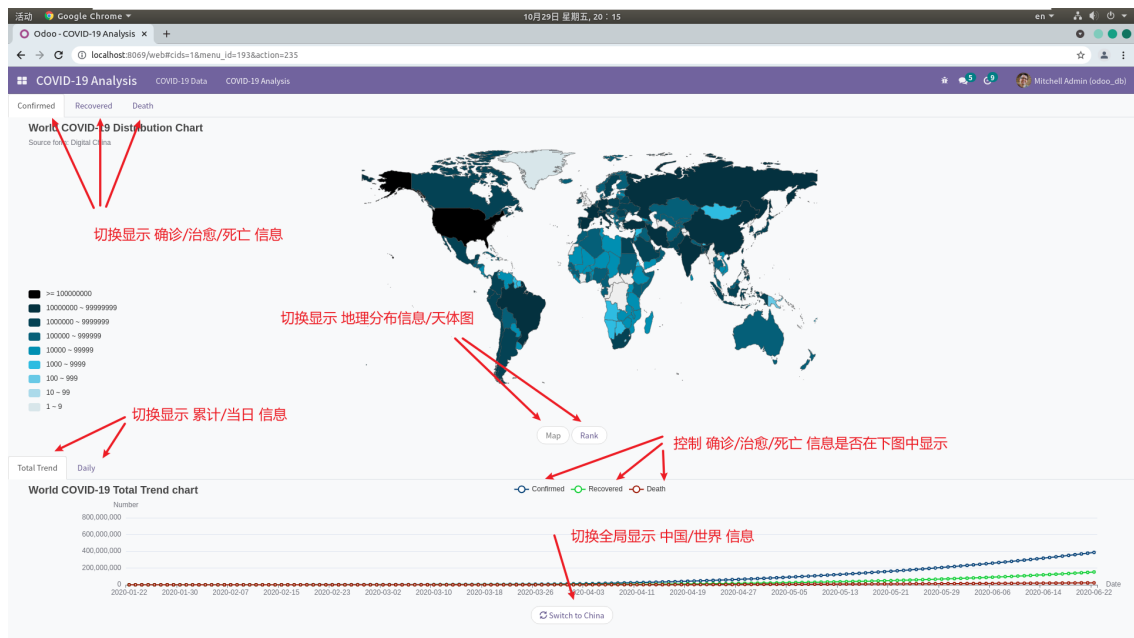 活动 Google Chrome 10月29日 星期五, 20：15 en
Odoo - COVID-19 Analysis
localhost:8069/web#cids=1&menu_id=193&action=235
COVID-19 Analysis COVID-19 Data COVID-19 Analysis 5 9 Mitchell Admin (odoo_db)
Confirmed Recovered Death
World COVID-19 Distribution Chart
Source form: Digital China
切换显示 确诊/治愈/死亡 信息
>= 100000000
10000000 ~ 99999999
1000000 ~ 9999999
100000 ~ 999999
10000 ~ 99999
1000 ~ 9999
100 ~ 999
10 ~ 99
1 ~ 9
切换显示 地理分布信息/天体图
切换显示 累计/当日 信息
Map Rank
控制 确诊/治愈/死亡 信息是否在下图中显示
Total Trend Daily
World COVID-19 Total Trend chart
Confirmed Recovered Death
Number
800,000,000
600,000,000
400,000,000
200,000,000
0
切换全局显示 中国/世界 信息
Date
2020-01-22 2020-01-30 2020-02-07 2020-02-15 2020-02-23 2020-03-02 2020-03-10 2020-03-18 2020-03-26 2020-04-03 2020-04-11 2020-04-19 2020-04-27 2020-05-05 2020-05-13 2020-05-21 2020-05-29 2020-06-06 2020-06-14 2020-06-22
Switch to China